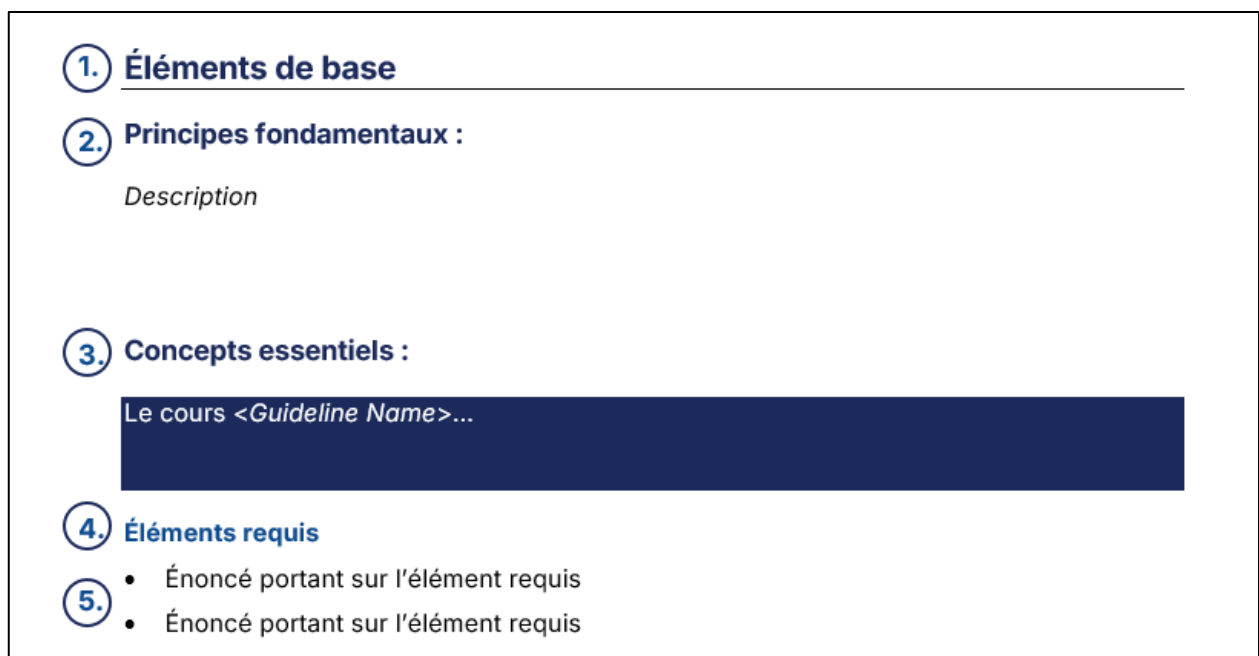 1. Éléments de base
2. Principes fondamentaux :
Description
3. Concepts essentiels :
Le cours <Guideline Name>...
4. Éléments requis
• Énoncé portant sur l’élément requis
5.
• Énoncé portant sur l’élément requis